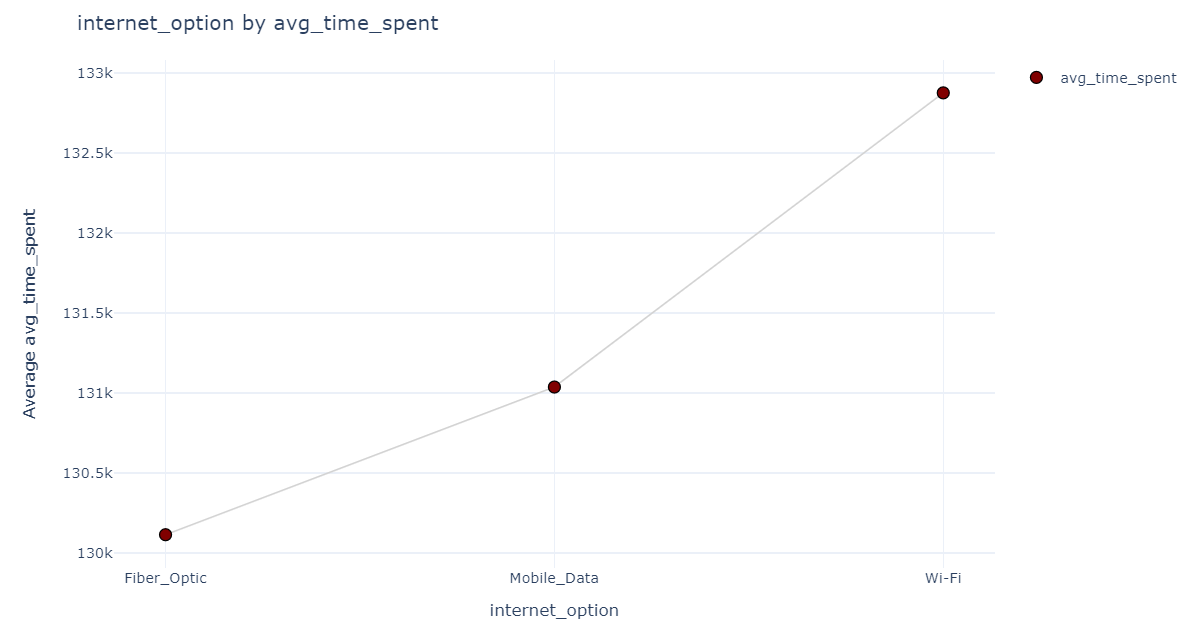 internet_option by avg_time_spent
133k
132.5k
132k
131.5k
131k
130.5k
130k
Average avg_time_spent
Fiber_Optic
Mobile_Data
Wi-Fi
internet_option
avg_time_spent